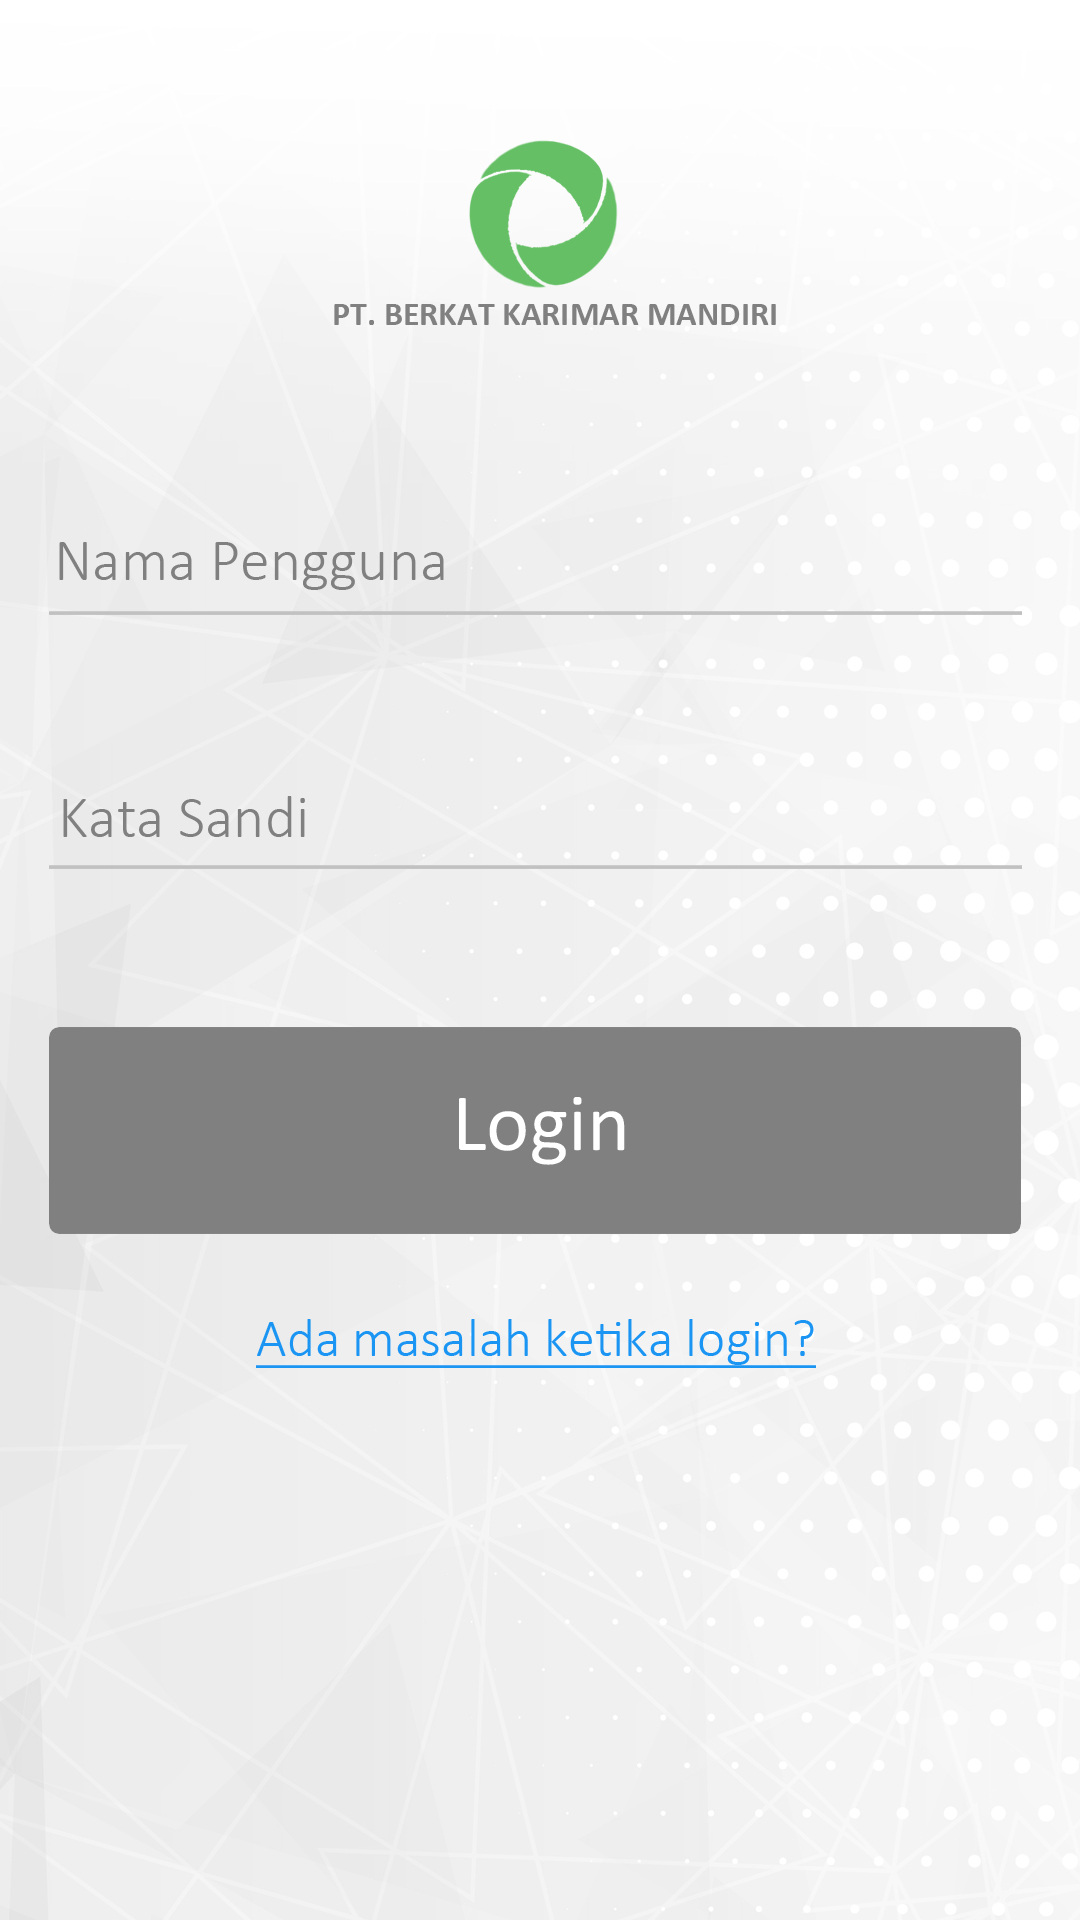 PT. BERKAT KARIMAR MANDIRI
Nama Pengguna
Kata Sandi
Login
Ada masalah ketika login?